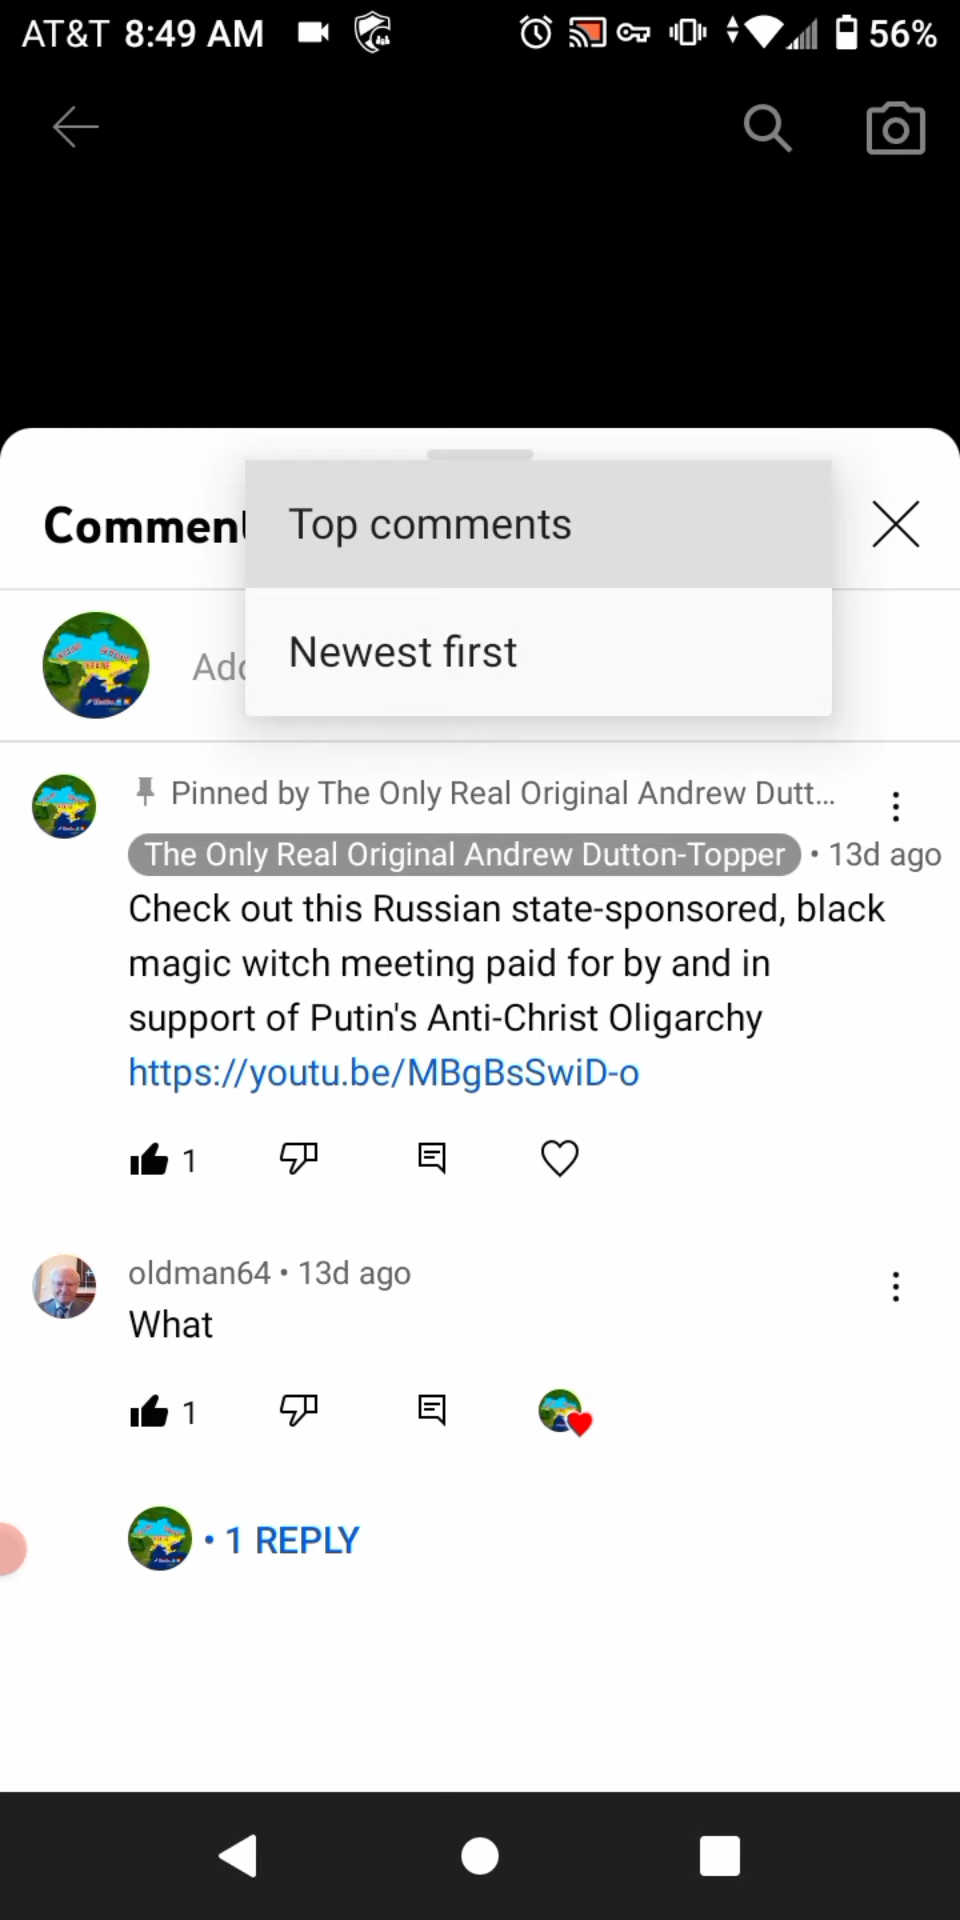 AT&T 8:49 AM 56%
Comment
Top comments
Newest first
Add
Pinned by The Only Real Original Andrew Dutt...
The Only Real Original Andrew Dutton-Topper • 13d ago
Check out this Russian state-sponsored, black
magic witch meeting paid for by and in
support of Putin's Anti-Christ Oligarchy
https://youtu.be/MBgBsSwiD-o
1
oldman64 • 13d ago
What
1
• 1 REPLY